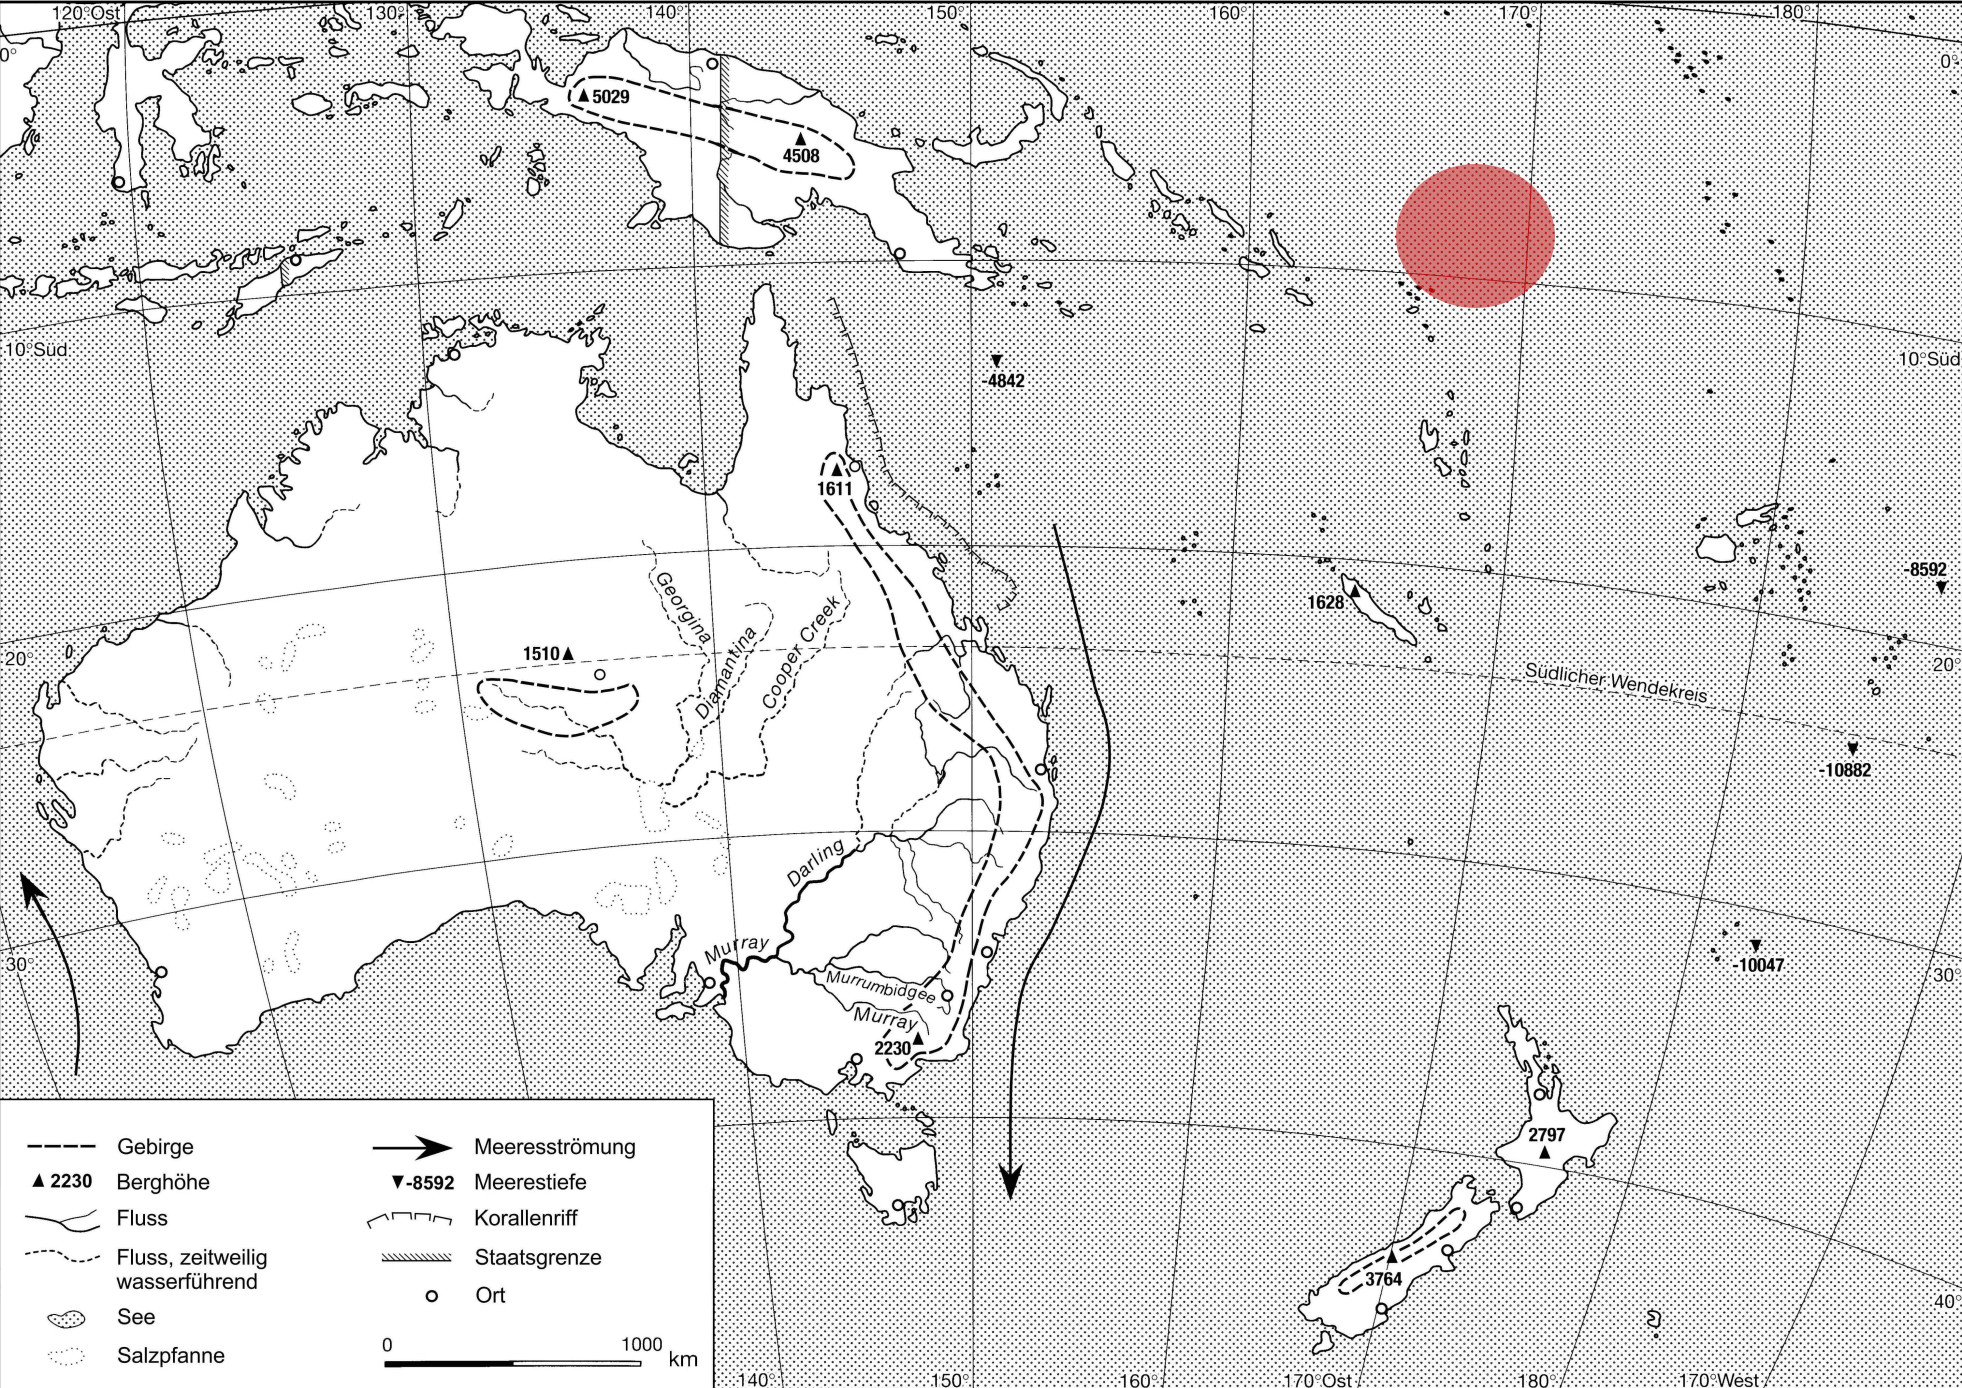 120°Ost
130°
140°
150°
160°
170°
180°
0°
0°
5029
4508
10°Süd
10°Süd
-4842
1611
-8592
1628
Georgina
Diamantina
Cooper Creek
1510
20°
20°
Südlicher Wendekreis
-10882
Darling
Murray
30°
-10047
30°
Murrumbidgee
Murray
2230
2797
3764
40°
Gebirge
2230 Berghöhe
Fluss
Fluss, zeitweilig
wasserführend
See
Salzpfanne
Meeresströmung
-8592 Meerestiefe
Korallenriff
Staatsgrenze
Ort
0 1000 km
140°
150°
160°
170°Ost
180°
170°West